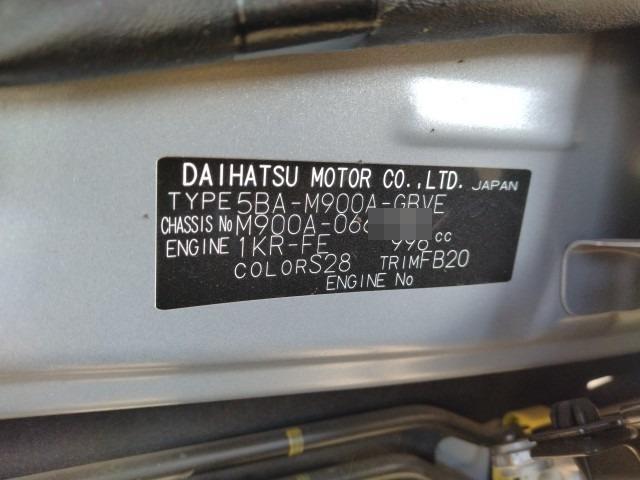 DAIHATSU MOTOR CO.,LTD. JAPAN
TYPE 5BA-M900A-GBVE
CHASSIS No M900A-066
ENGINE 1KR-FE 996 cc
COLOR S28 TRIM FB20
ENGINE No